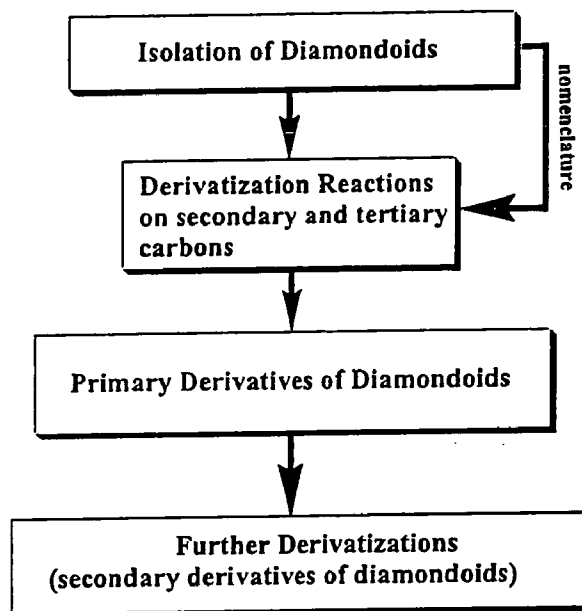 Isolation of Diamondoids
nomenclature
Derivatization Reactions
on secondary and tertiary
carbons
Primary Derivatives of Diamondoids
Further Derivatizations
(secondary derivatives of diamondoids)